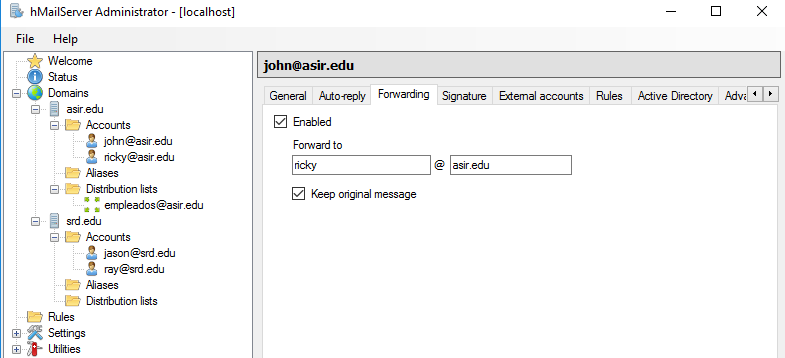 hMailServer Administrator - [localhost]
File Help
Welcome
Status
Domains
asir.edu
Accounts
john@asir.edu
ricky@asir.edu
Aliases
Distribution lists
empleados@asir.edu
srd.edu
Accounts
jason@srd.edu
ray@srd.edu
Aliases
Distribution lists
Rules
Settings
Utilities
john@asir.edu
General Auto-reply Forwarding Signature External accounts Rules Active Directory Adva
Enabled
Forward to
ricky @ asir.edu
Keep original message